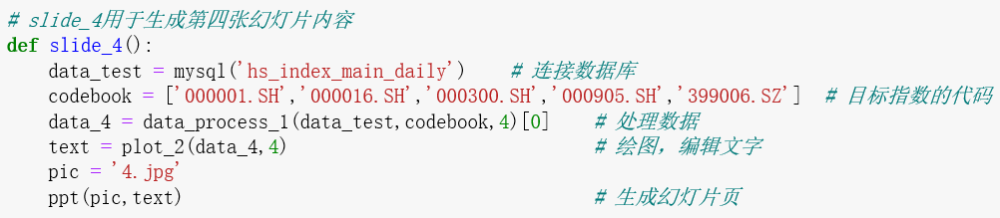 # slide_4用于生成第四张幻灯片内容
def slide_4():
    data_test = mysql('hs_index_main_daily')    # 连接数据库
    codebook = ['000001.SH','000016.SH','000300.SH','000905.SH','399006.SZ']  # 目标指数的代码
    data_4 = data_process_1(data_test,codebook,4)[0]    # 处理数据
    text = plot_2(data_4,4)                             # 绘图，编辑文字
    pic = '4.jpg'
    ppt(pic,text)                                       # 生成幻灯片页